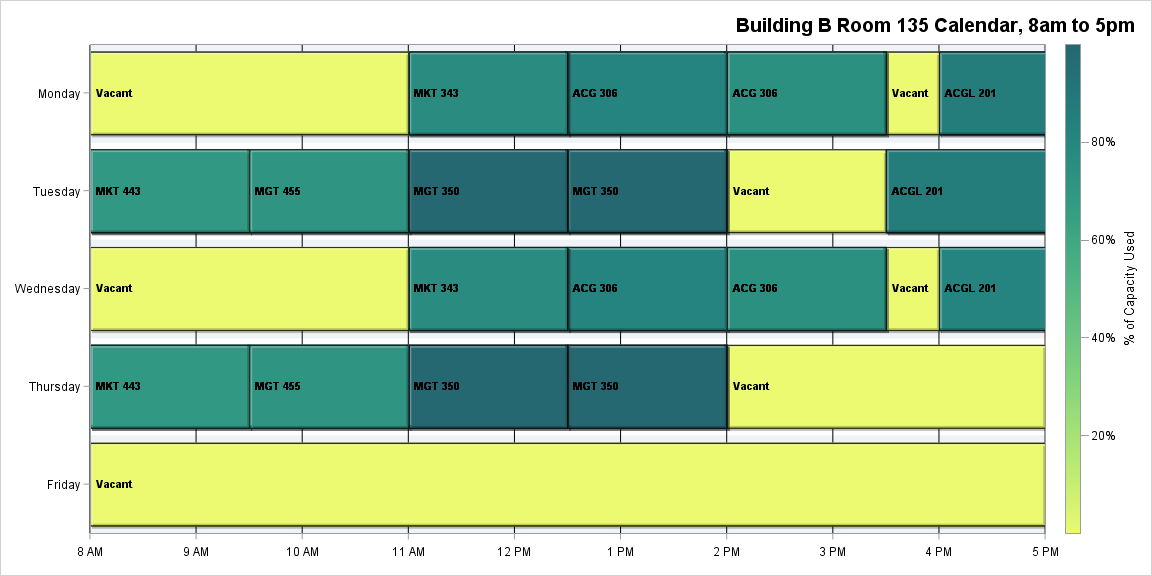 Building B Room 135 Calendar, 8am to 5pm
Monday
Vacant
MKT 343
ACG 306
ACG 306
Vacant
ACGL 201
Tuesday
MKT 443
MGT 455
MGT 350
MGT 350
Vacant
ACGL 201
Wednesday
Vacant
MKT 343
ACG 306
ACG 306
Vacant
ACGL 201
Thursday
MKT 443
MGT 455
MGT 350
MGT 350
Vacant
Friday
Vacant
8 AM
9 AM
10 AM
11 AM
12 PM
1 PM
2 PM
3 PM
4 PM
5 PM
80%
60%
40%
20%
% of Capacity Used